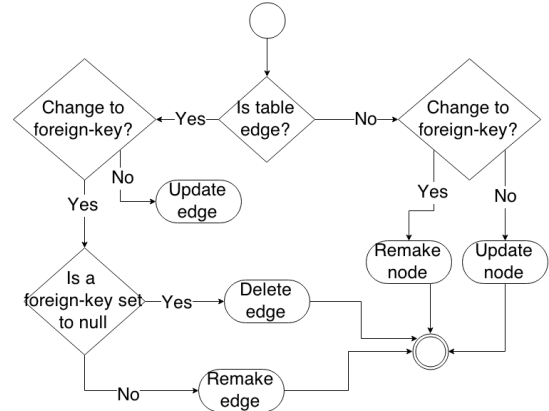 Is table
edge?
Yes
No
Change to
foreign-key?
Change to
foreign-key?
No
Yes
Update
edge
Yes
No
Remake
node
Update
node
Is a
foreign-key set
to null
Yes
Delete
edge
No
Remake
edge